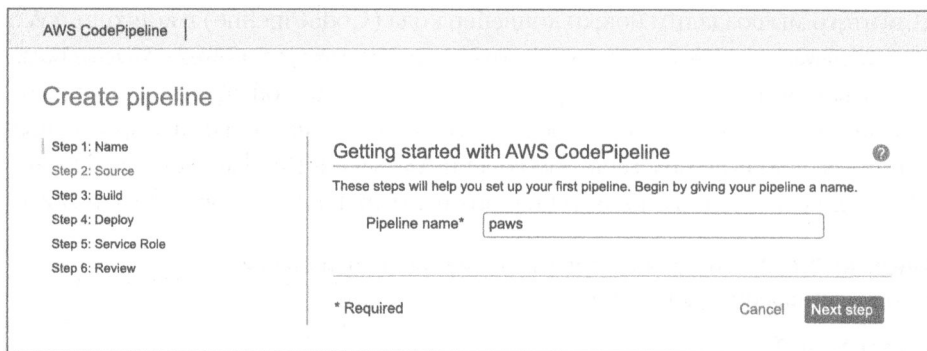 AWS CodePipeline
Create pipeline
Step 1: Name
Step 2: Source
Step 3: Build
Step 4: Deploy
Step 5: Service Role
Step 6: Review
Getting started with AWS CodePipeline
These steps will help you set up your first pipeline. Begin by giving your pipeline a name.
Pipeline name* paws
* Required Cancel Next step